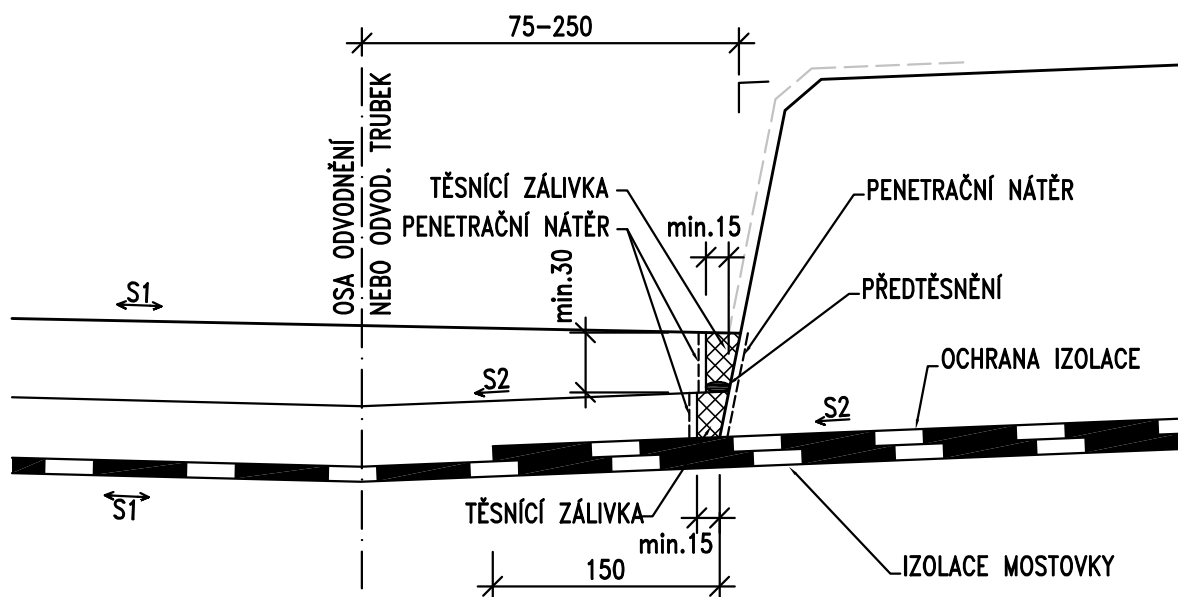 75-250
OSA ODVODNĚNÍ
NEBO ODVOD. TRUBEK
TĚSNÍCÍ ZÁLIVKA
PENETRAČNÍ NÁTĚR
PENETRAČNÍ NÁTĚR
min.15
min.30
PŘEDTĚSNĚNÍ
S1
OCHRANA IZOLACE
S2
S2
S1
TĚSNÍCÍ ZÁLIVKA
min.15
150
IZOLACE MOSTOVKY